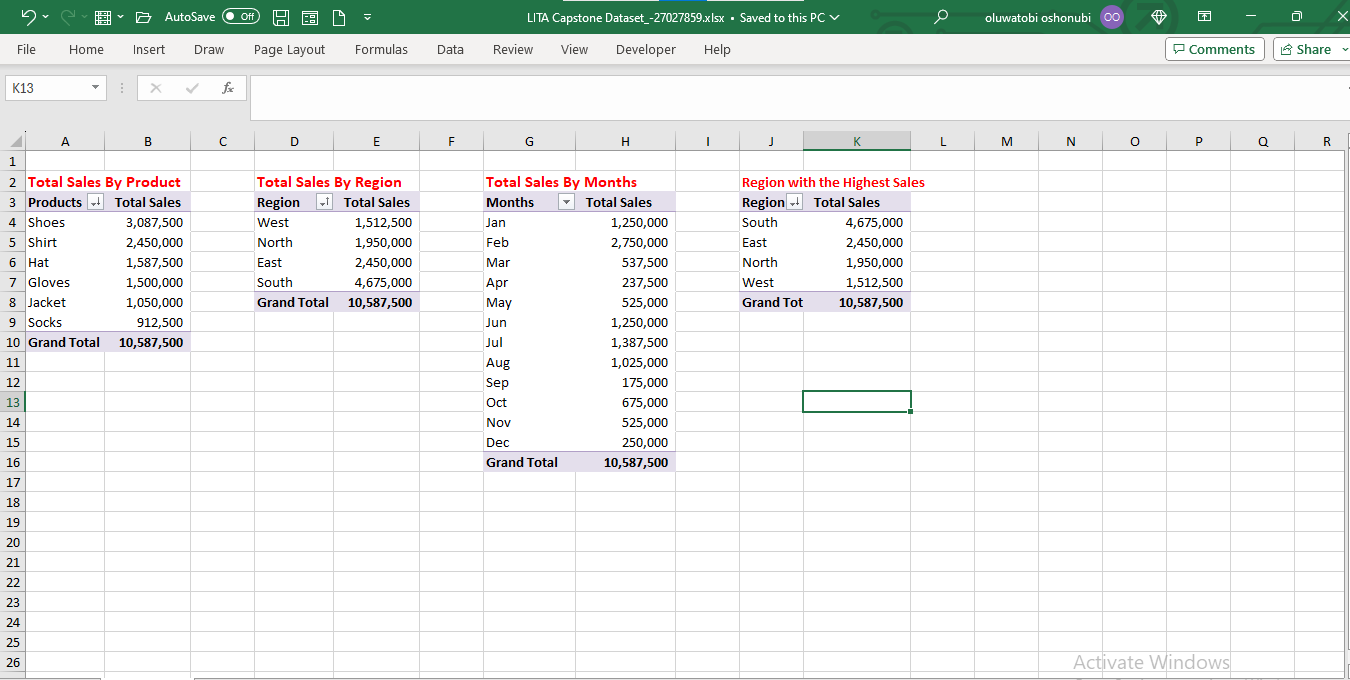 AutoSave Off LITA Capstone Dataset_-27027859.xlsx • Saved to this PC oluwatobi oshonubi OO
File Home Insert Draw Page Layout Formulas Data Review View Developer Help Comments Share
K13 fx
A B C D E F G H I J K L M N O P Q R
1
2 Total Sales By Product Total Sales By Region Total Sales By Months Region with the Highest Sales
3 Products Total Sales Region Total Sales Months Total Sales Region Total Sales
4 Shoes 3,087,500 West 1,512,500 Jan 1,250,000 South 4,675,000
5 Shirt 2,450,000 North 1,950,000 Feb 2,750,000 East 2,450,000
6 Hat 1,587,500 East 2,450,000 Mar 537,500 North 1,950,000
7 Gloves 1,500,000 South 4,675,000 Apr 237,500 West 1,512,500
8 Jacket 1,050,000 Grand Total 10,587,500 May 525,000 Grand Tot 10,587,500
9 Socks 912,500 Jun 1,250,000
10 Grand Total 10,587,500 Jul 1,387,500
11 Aug 1,025,000
12 Sep 175,000
13 Oct 675,000
14 Nov 525,000
15 Dec 250,000
16 Grand Total 10,587,500
17
18
19
20
21
22
23
24
25
26
Activate Windows